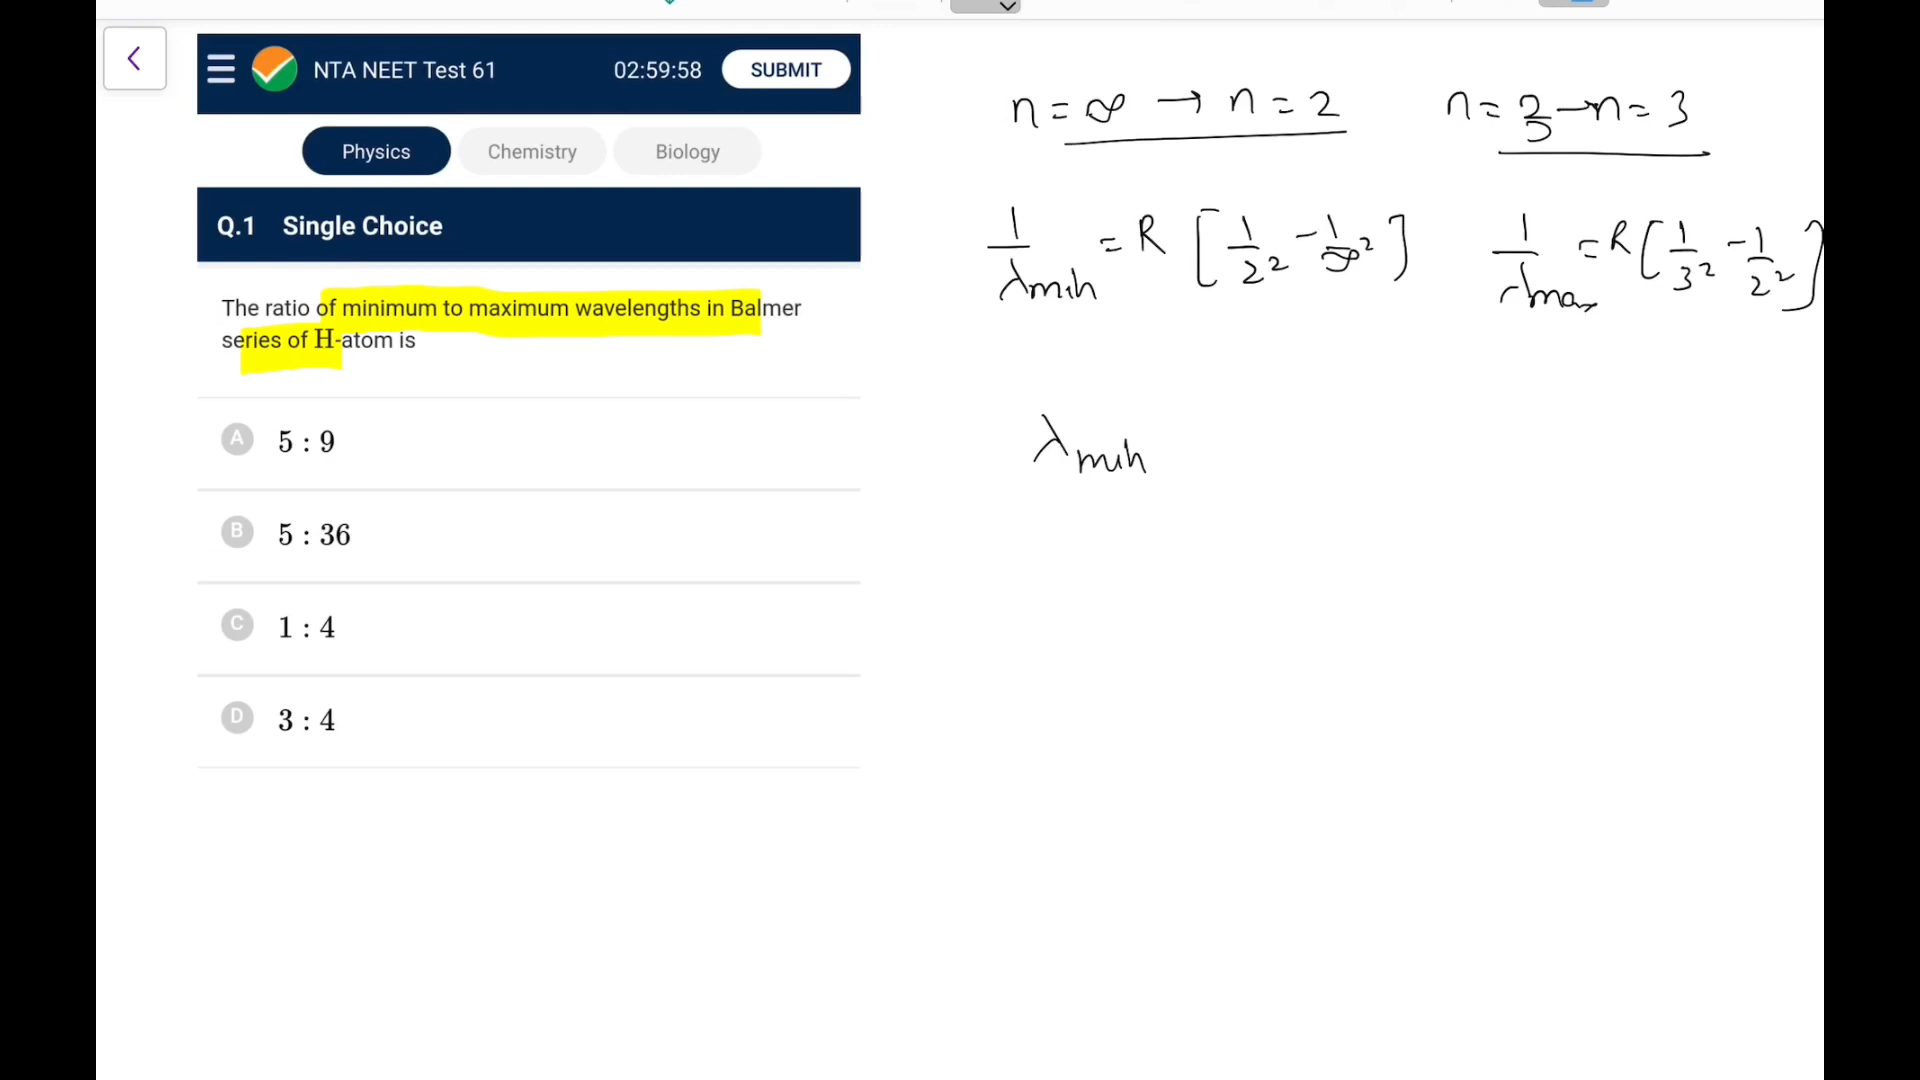 NTA NEET Test 61 02:59:58 SUBMIT
Physics Chemistry Biology
Q.1 Single Choice
The ratio of minimum to maximum wavelengths in Balmer
series of H-atom is
A 5 : 9
B 5 : 36
C 1 : 4
D 3 : 4
n = ∞ → n = 2
n = 2 → n = 3
1/λmin = R [1/2² - 1/∞²]
1/λmax = R [1/3² - 1/2²]
λmin